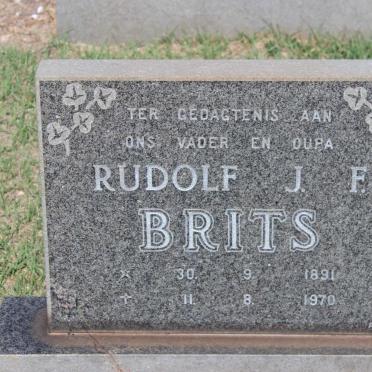 TER GEDAGTENIS AAN
ONS VADER EN OUPA
RUDOLF J. F.
BRITS
* 30. 9. 1891
† 11. 8. 1970